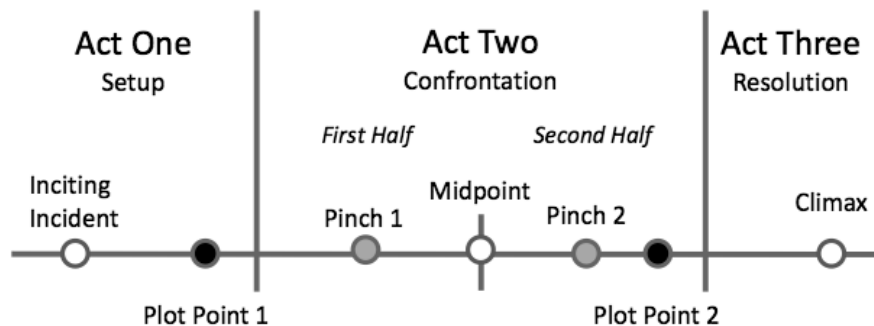 Act One
Setup
Act Two
Confrontation
Act Three
Resolution
First Half
Second Half
Inciting
Incident
Pinch 1
Midpoint
Pinch 2
Climax
Plot Point 1
Plot Point 2